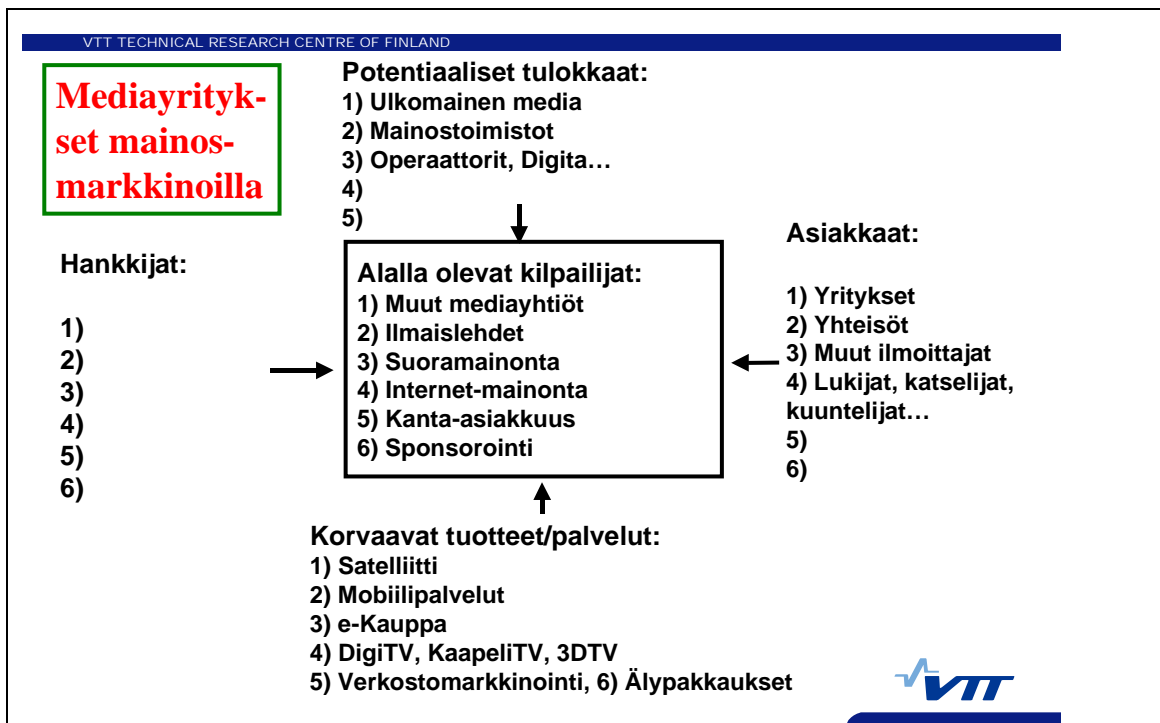 VTT TECHNICAL RESEARCH CENTRE OF FINLAND
Mediayrityk-
set mainos-
markkinoilla
Potentiaaliset tulokkaat:
1) Ulkomainen media
2) Mainostoimistot
3) Operaattorit, Digita…
4)
5)
Hankkijat:
1)
2)
3)
4)
5)
6)
Alalla olevat kilpailijat:
1) Muut mediayhtiöt
2) Ilmaislehdet
3) Suoramainonta
4) Internet-mainonta
5) Kanta-asiakkuus
6) Sponsorointi
Asiakkaat:
1) Yritykset
2) Yhteisöt
3) Muut ilmoittajat
4) Lukijat, katselijat,
kuuntelijat…
5)
6)
Korvaavat tuotteet/palvelut:
1) Satelliitti
2) Mobiilipalvelut
3) e-Kauppa
4) DigiTV, KaapeliTV, 3DTV
5) Verkostomarkkinointi, 6) Älypakkaukset
VTT